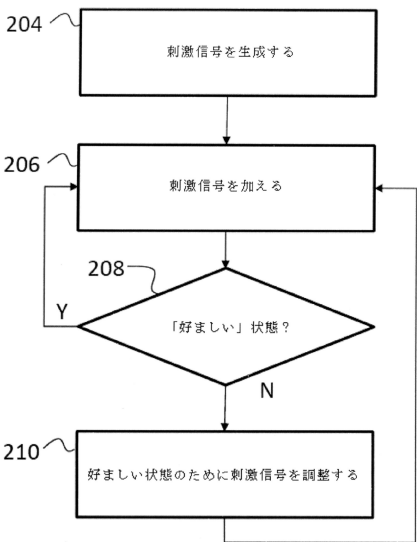 204
刺激信号を生成する
206
刺激信号を加える
208
「好ましい」状態？
Y
N
210
好ましい状態のために刺激信号を調整する